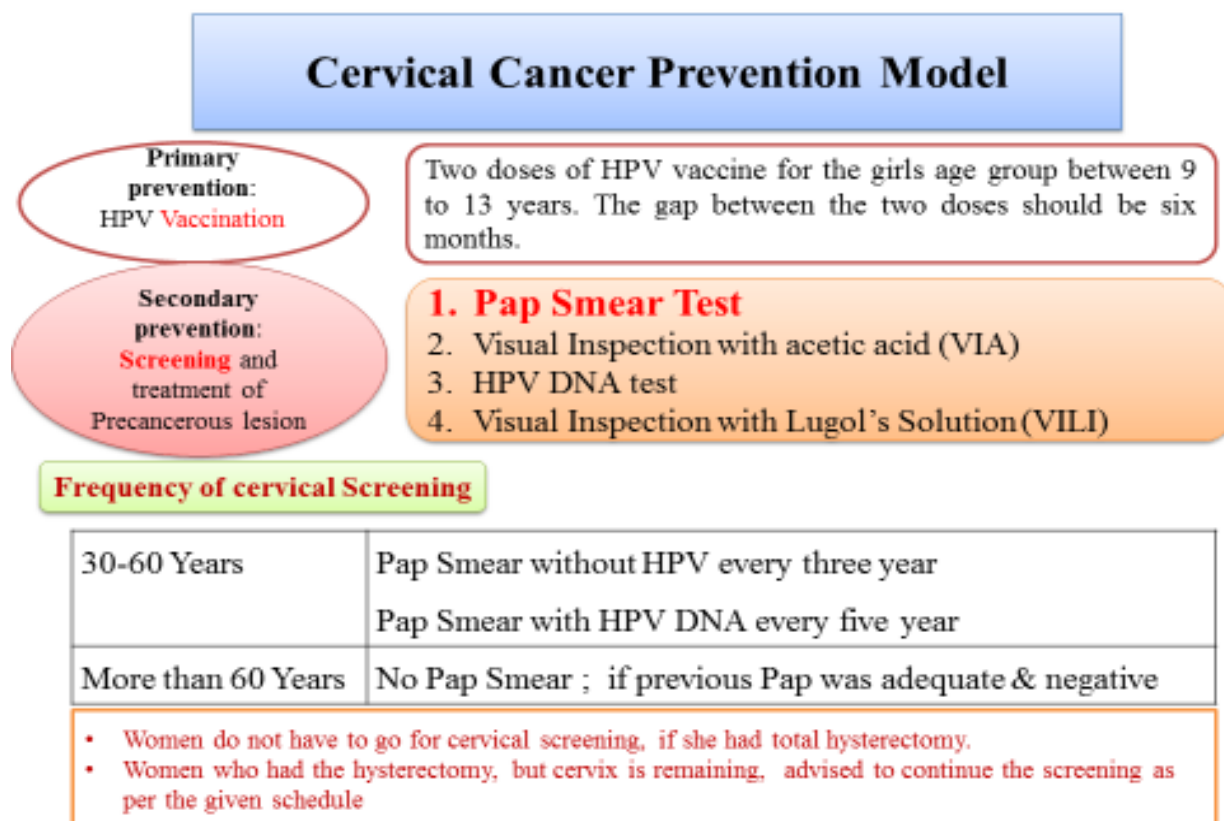 Cervical Cancer Prevention Model
Primary
prevention:
HPV Vaccination
Two doses of HPV vaccine for the girls age group between 9
to 13 years. The gap between the two doses should be six
months.
Secondary
prevention:
Screening and
treatment of
Precancerous lesion
1. Pap Smear Test
2. Visual Inspection with acetic acid (VIA)
3. HPV DNA test
4. Visual Inspection with Lugol's Solution (VILI)
Frequency of cervical Screening
30-60 Years
Pap Smear without HPV every three year
Pap Smear with HPV DNA every five year
More than 60 Years
No Pap Smear ; if previous Pap was adequate & negative
• Women do not have to go for cervical screening, if she had total hysterectomy.
• Women who had the hysterectomy, but cervix is remaining, advised to continue the screening as
per the given schedule